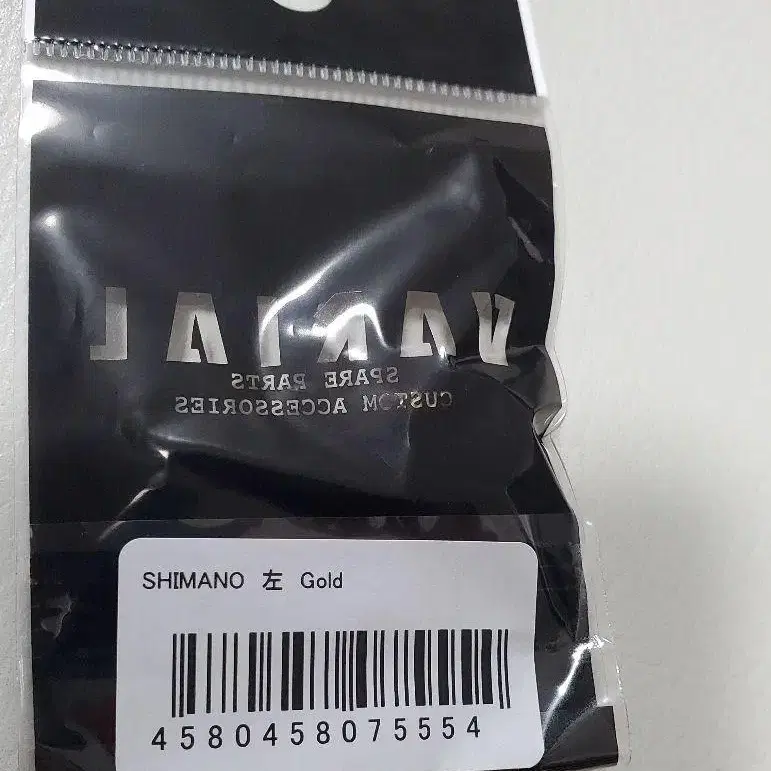 VARIAL
SPARE PARTS
CUSTOM ACCESSORIES
SHIMANO 左 Gold
4580458075554